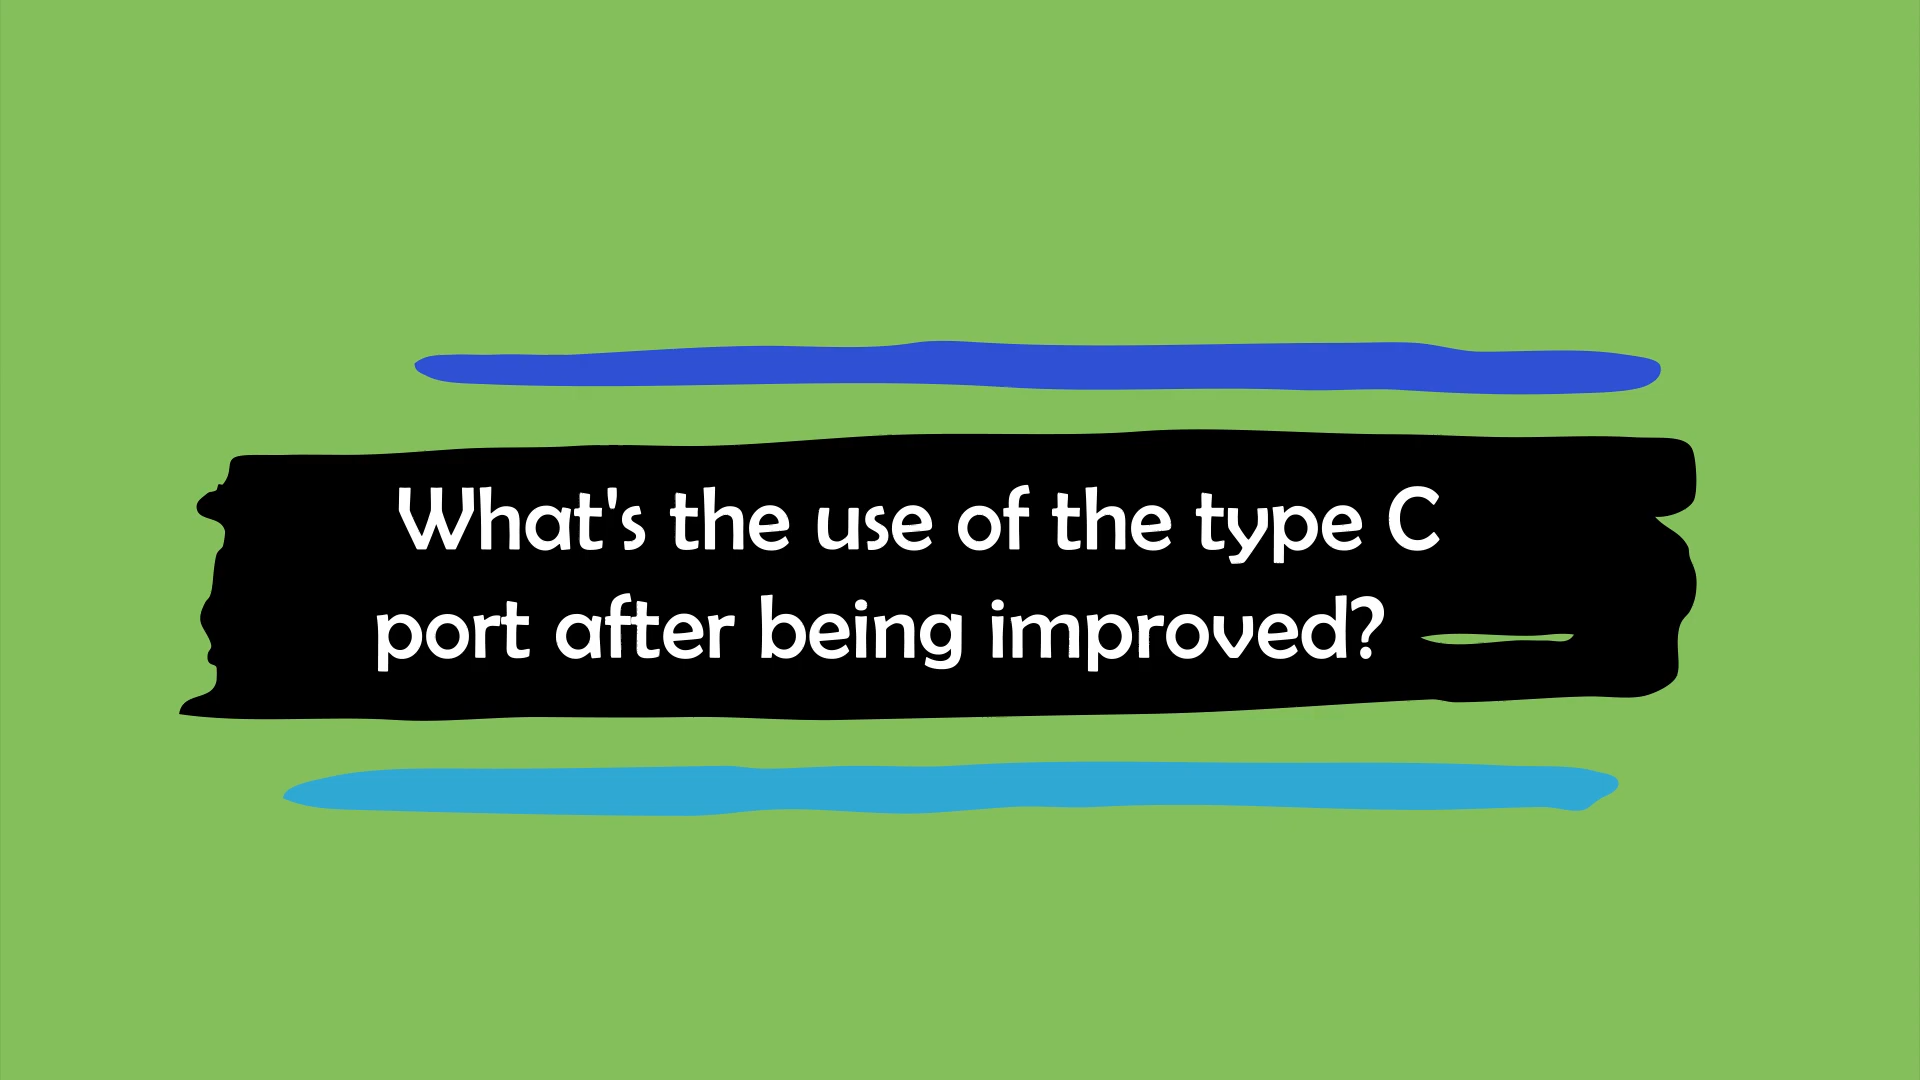 What's the use of the type C
port after being improved?